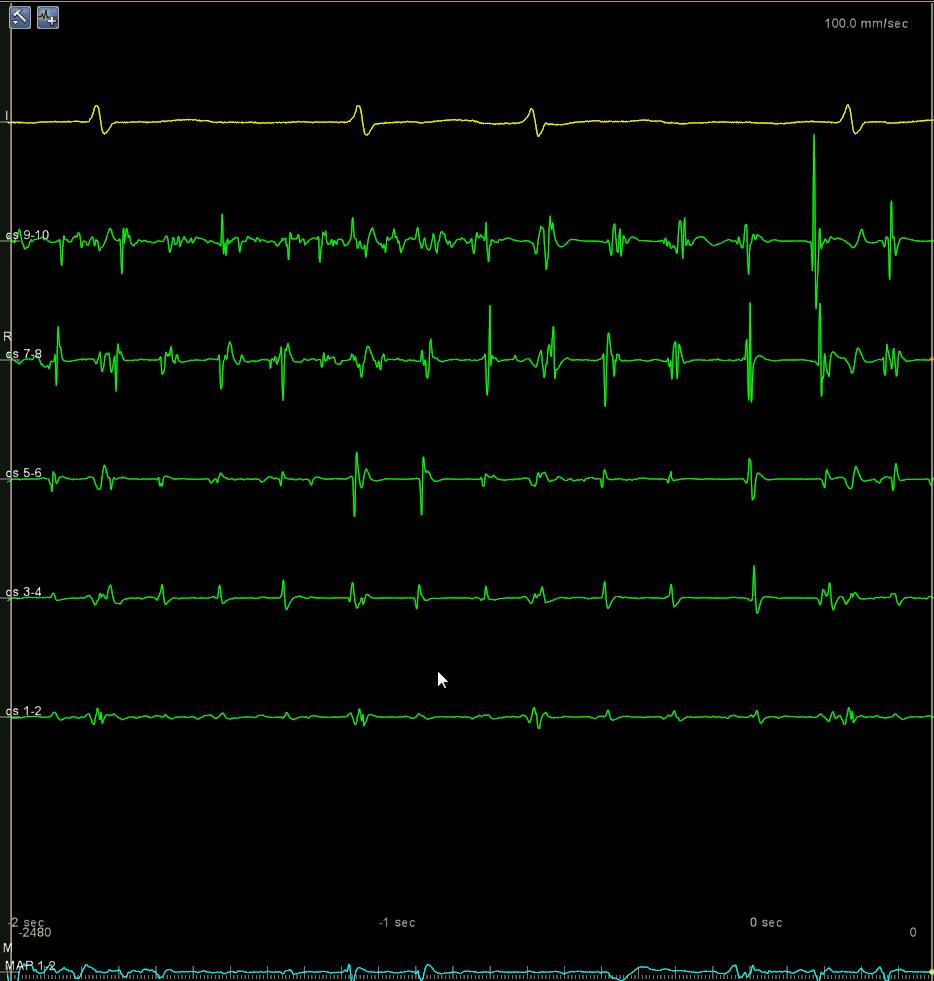 100.0 mm/sec
I
cs 9-10
R
cs 7-8
cs 5-6
cs 3-4
cs 1-2
-2 sec
-1 sec
0 sec
-2480
0
M
MAP 1-2